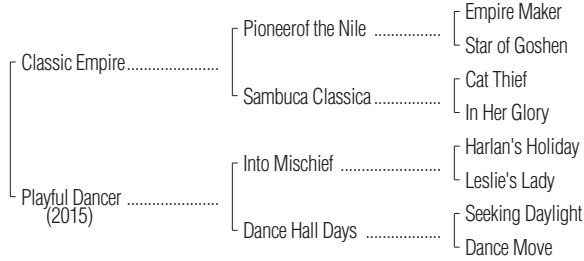 Empire Maker
Pioneerof the Nile ..................
Star of Goshen
Classic Empire.........................
Cat Thief
Sambuca Classica..................
In Her Glory
Harlan's Holiday
Into Mischief ...........................
Leslie's Lady
Playful Dancer .........................
(2015)
Seeking Daylight
Dance Hall Days ....................
Dance Move